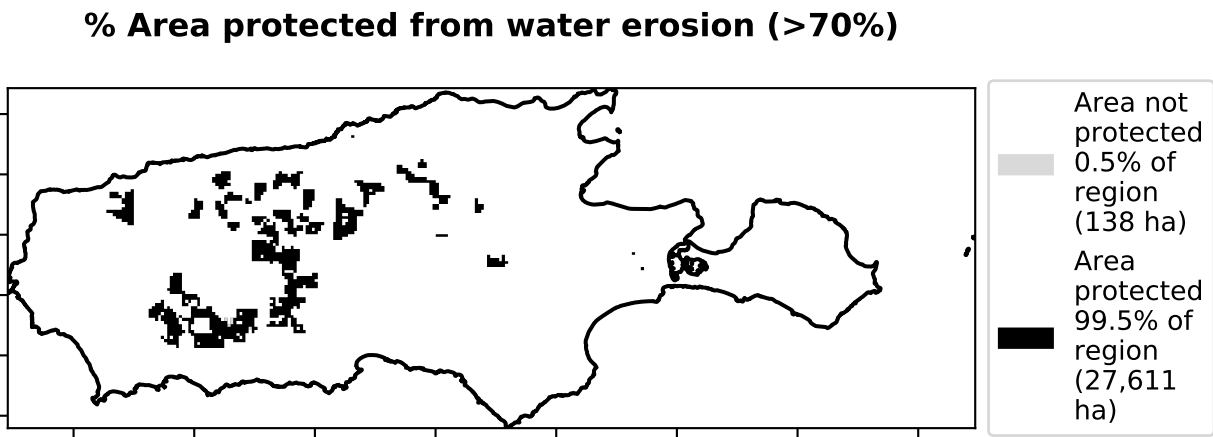 % Area protected from water erosion (>70%)
Area not
protected
0.5% of
region
(138 ha)
Area
protected
99.5% of
region
(27,611
ha)